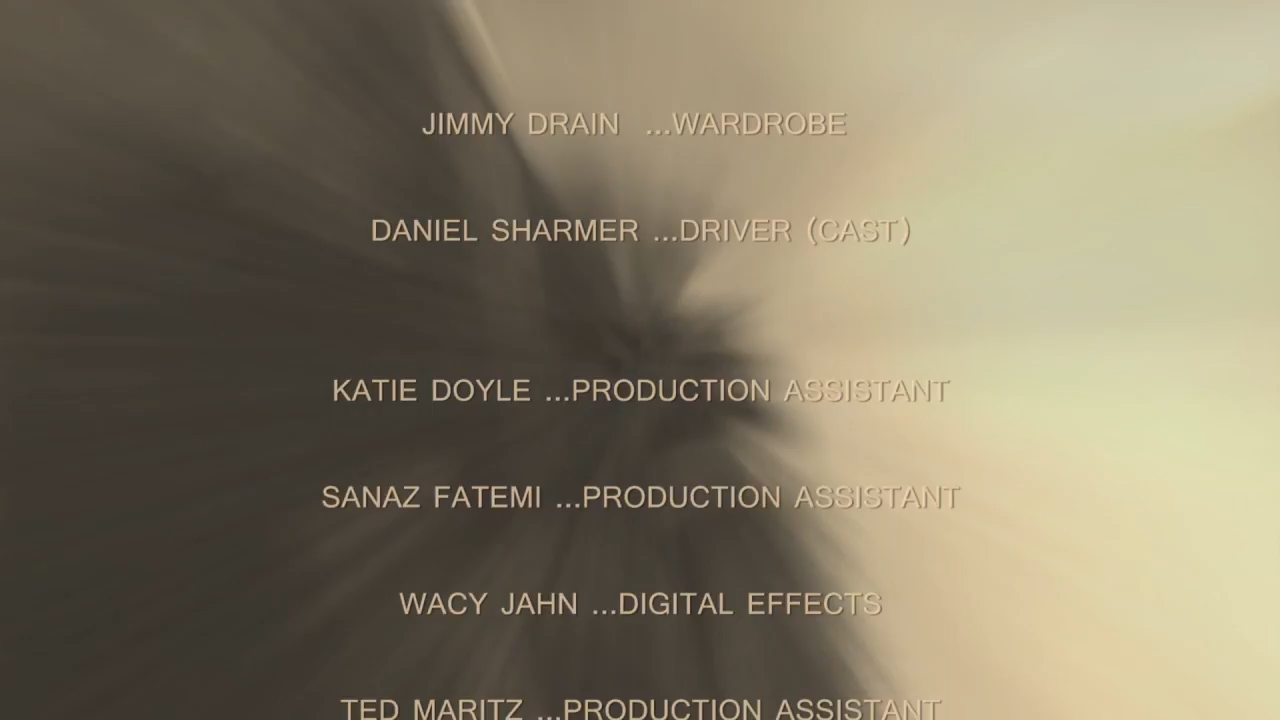 JIMMY DRAIN ...WARDROBE
DANIEL SHARMER ...DRIVER (CAST)
KATIE DOYLE ...PRODUCTION ASSISTANT
SANAZ FATEMI ...PRODUCTION ASSISTANT
WACY JAHN ...DIGITAL EFFECTS
TED MARITZ ...PRODUCTION ASSISTANT